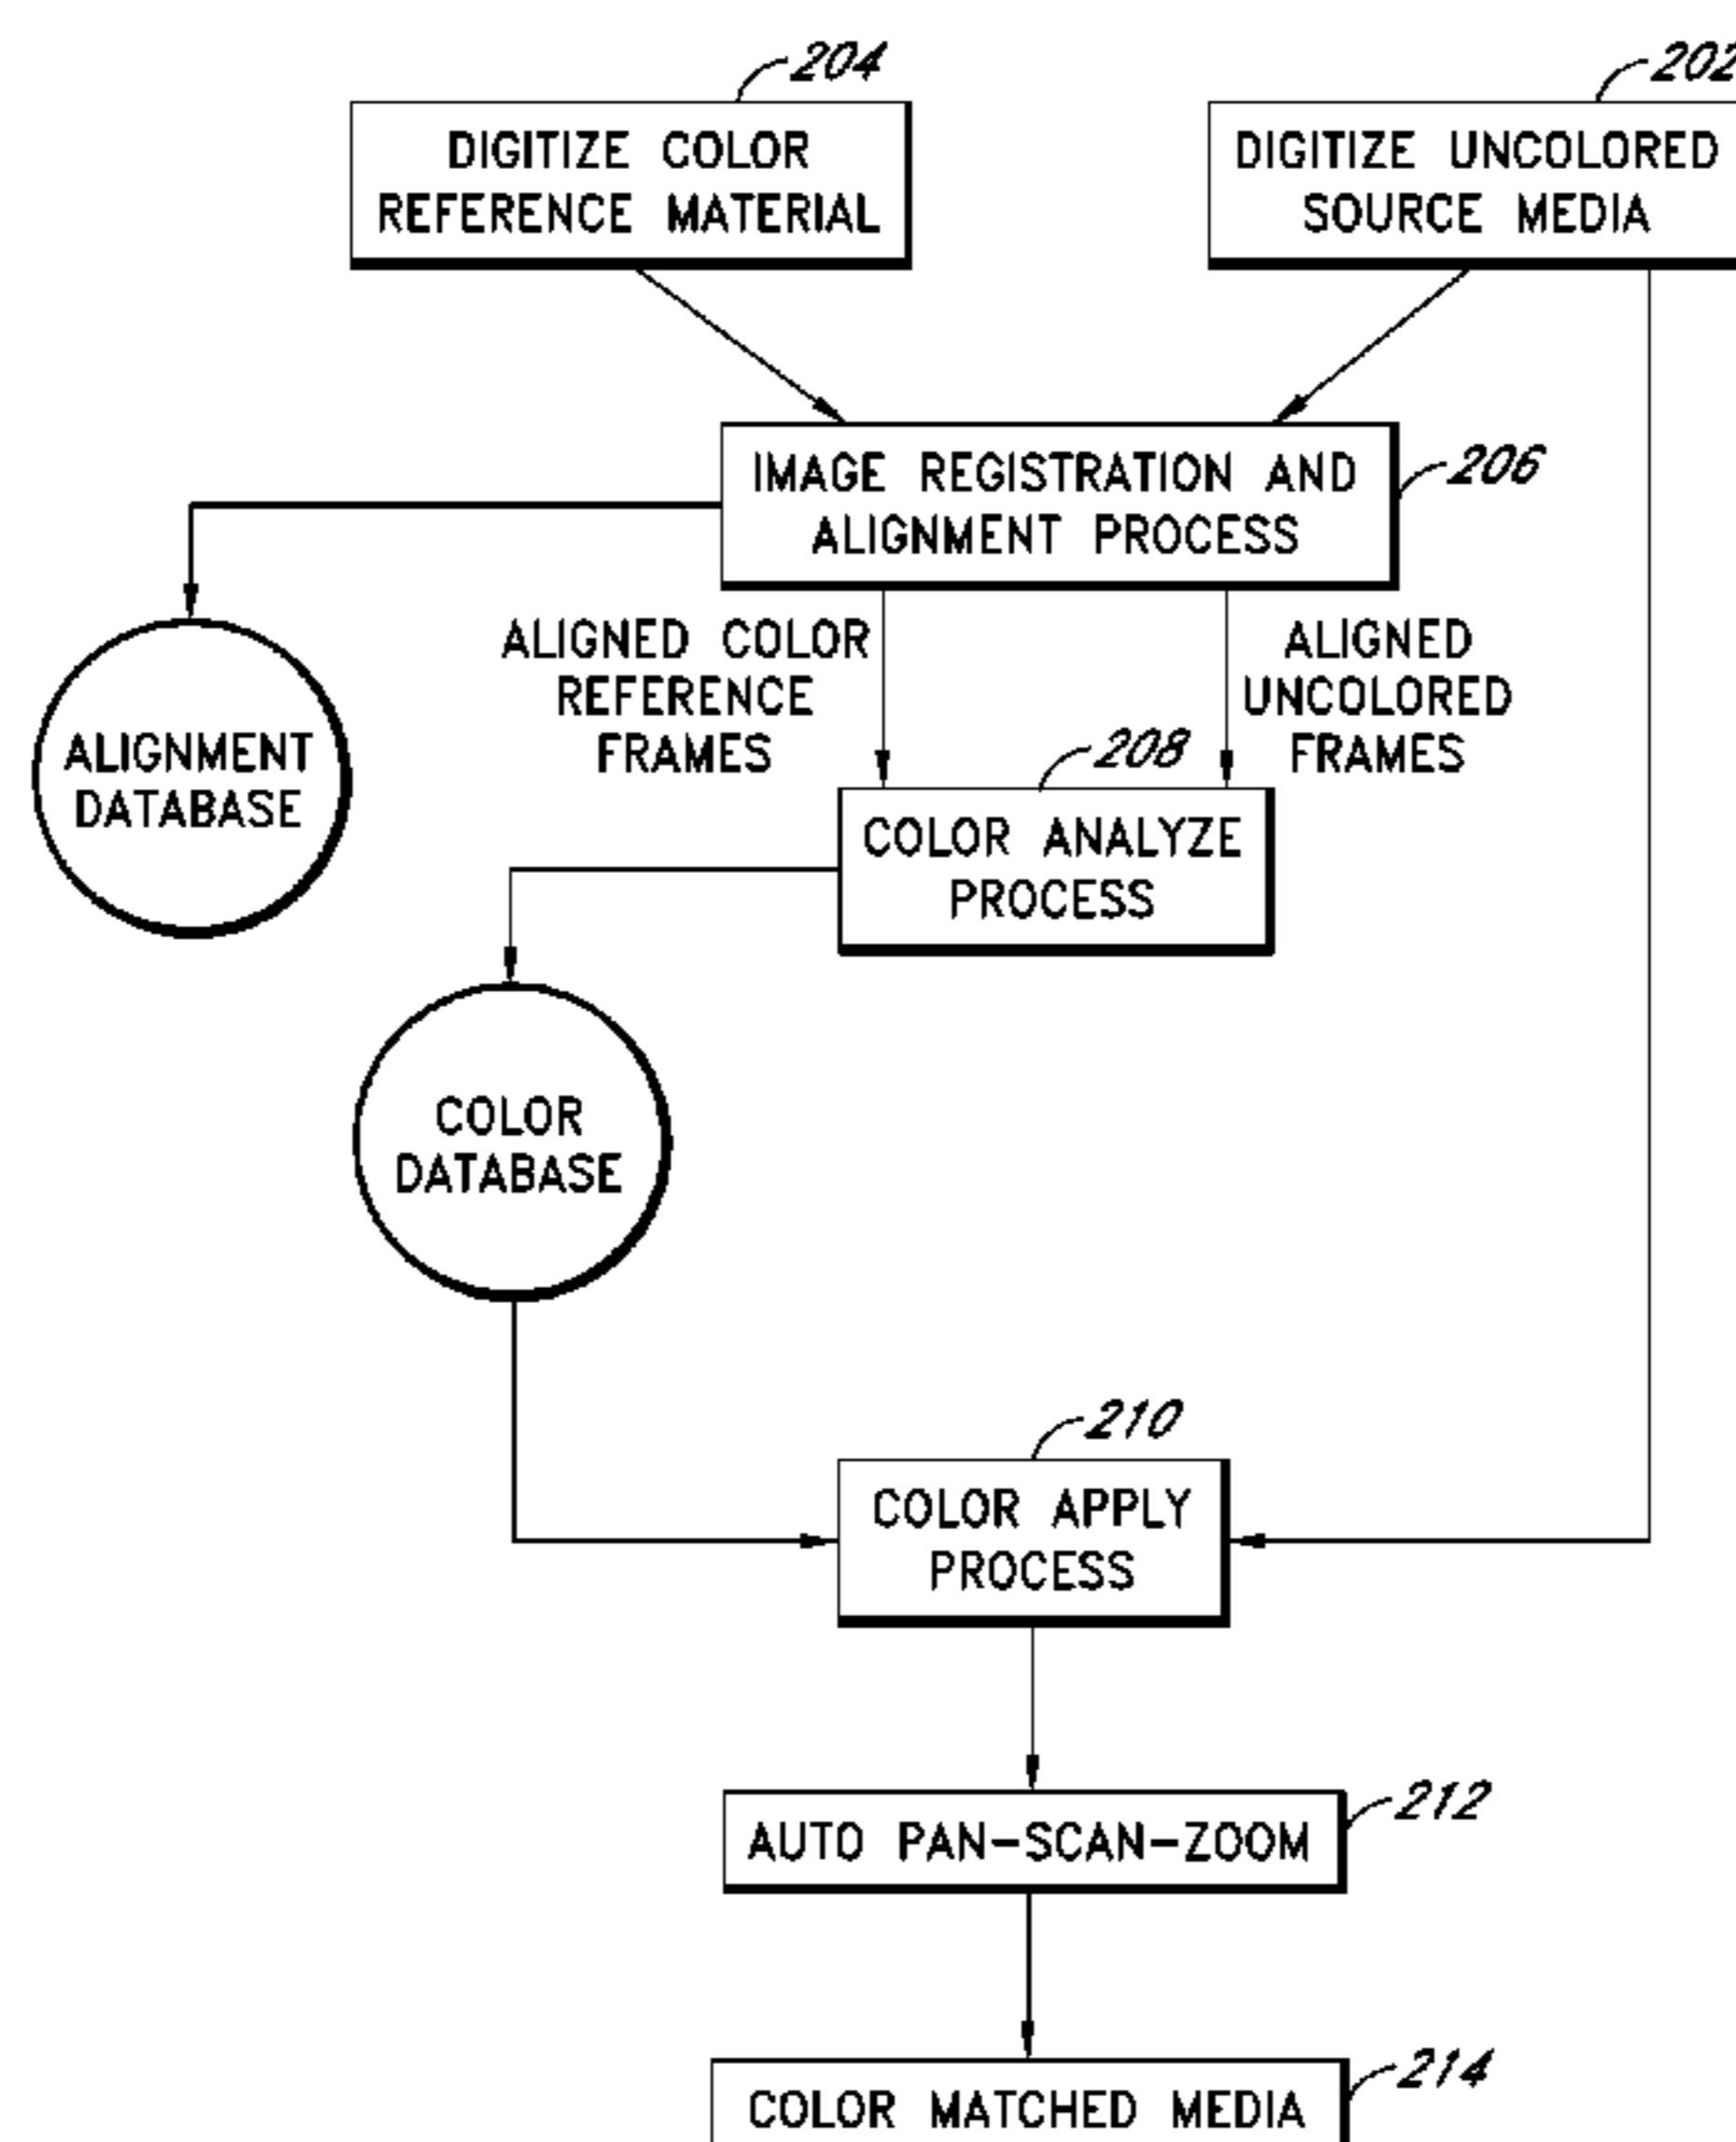 204
202
DIGITIZE COLOR
REFERENCE MATERIAL
DIGITIZE UNCOLORED
SOURCE MEDIA
IMAGE REGISTRATION AND
ALIGNMENT PROCESS
206
ALIGNED COLOR
REFERENCE
FRAMES
ALIGNED
UNCOLORED
FRAMES
ALIGNMENT
DATABASE
208
COLOR ANALYZE
PROCESS
COLOR
DATABASE
210
COLOR APPLY
PROCESS
AUTO PAN-SCAN-ZOOM
212
COLOR MATCHED MEDIA
214